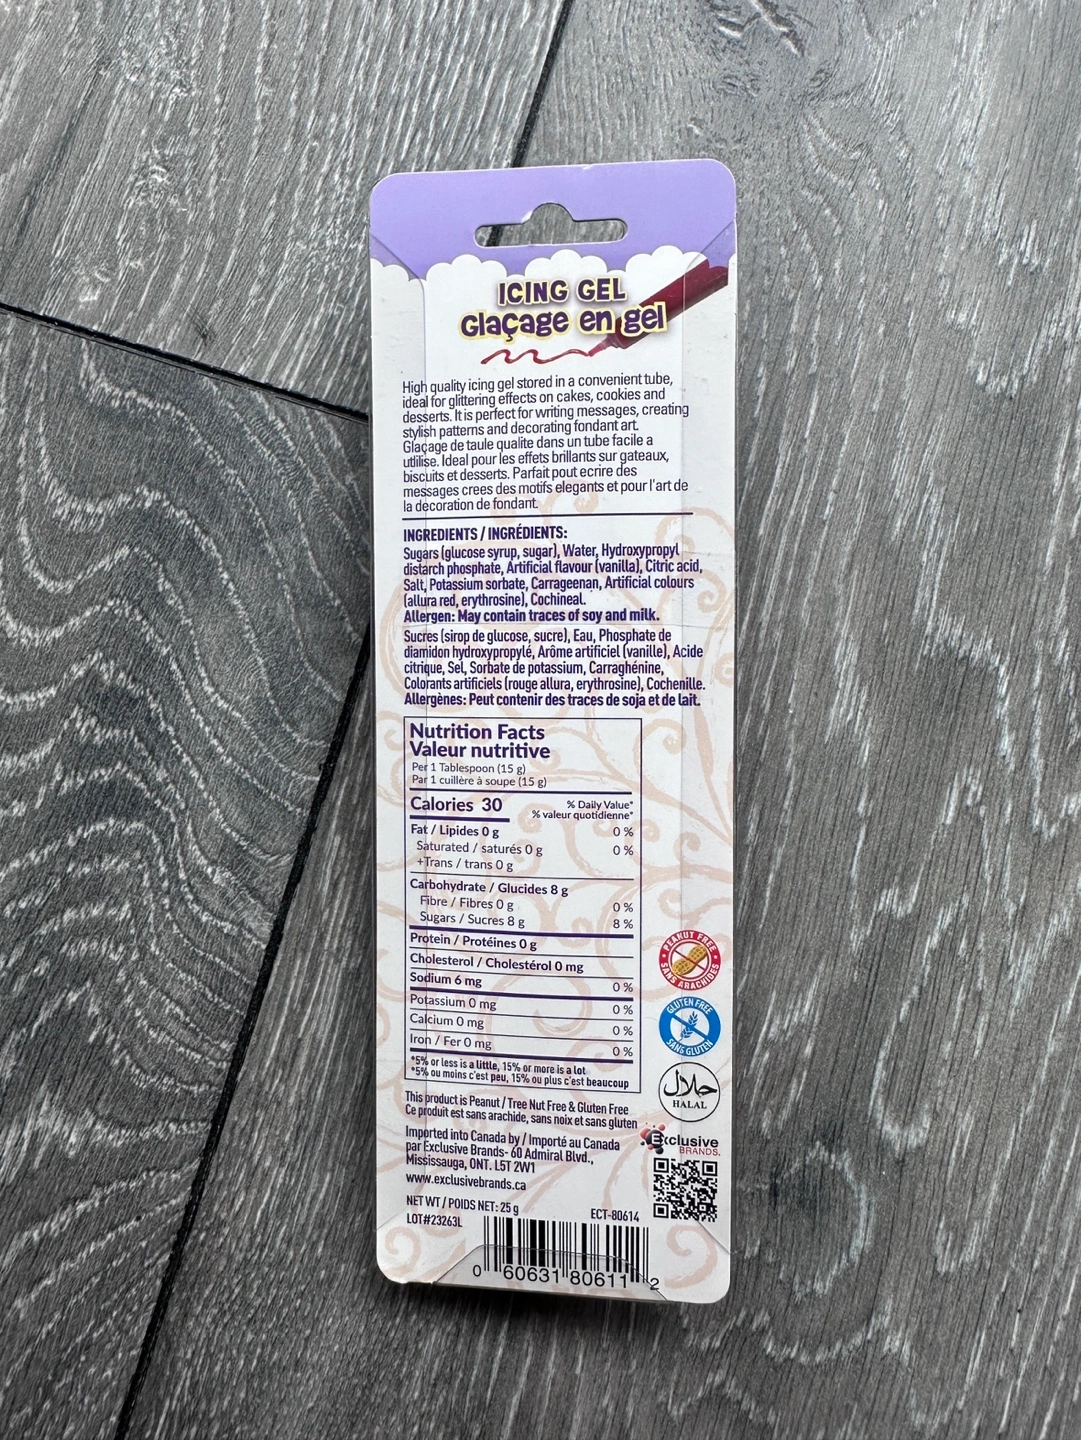 ICING GEL
Glaçage en gel
High quality icing gel stored in a convenient tube,
ideal for glittering effects on cakes, cookies and
desserts. It is perfect for writing messages, creating
stylish patterns and decorating fondant art.
Glaçage de taule qualite dans un tube facile a
utilise. Ideal pour les effets brillants sur gateaux,
biscuits et desserts. Parfait pout ecrire des
messages crees des motifs elegants et pour l'art de
la decoration de fondant.
INGREDIENTS / INGRÉDIENTS:
Sugars (glucose syrup, sugar), Water, Hydroxypropyl
distarch phosphate, Artificial flavour (vanilla), Citric acid,
Salt, Potassium sorbate, Carrageenan, Artificial colours
(allura red, erythrosine), Cochineal.
Allergen: May contain traces of soy and milk.
Sucres (sirop de glucose, sucre), Eau, Phosphate de
diamidon hydroxypropylé, Arôme artificiel (vanille), Acide
citrique, Sel, Sorbate de potassium, Carraghénine,
Colorants artificiels (rouge allura, erythrosine), Cochenille.
Allergènes: Peut contenir des traces de soja et de lait.
Nutrition Facts
Valeur nutritive
Per 1 Tablespoon (15 g)
Par 1 cuillère à soupe (15 g)
Calories 30
% Daily Value*
% valeur quotidienne*
Fat / Lipides 0 g 0 %
Saturated / saturés 0 g 0 %
+Trans / trans 0 g
Carbohydrate / Glucides 8 g
Fibre / Fibres 0 g 0 %
Sugars / Sucres 8 g 8 %
Protein / Protéines 0 g
Cholesterol / Cholestérol 0 mg
Sodium 6 mg 0 %
Potassium 0 mg 0 %
Calcium 0 mg 0 %
Iron / Fer 0 mg 0 %
*5% or less is a little, 15% or more is a lot
*5% ou moins c'est peu, 15% ou plus c'est beaucoup
PEANUT FREE
SANS ARACHIDES
GLUTEN FREE
SANS GLUTEN
حلال
HALAL
This product is Peanut / Tree Nut Free & Gluten Free
Ce produit est sans arachide, sans noix et sans gluten
Imported into Canada by / Importé au Canada
par Exclusive Brands- 60 Admiral Blvd.,
Mississauga, ONT. L5T 2W1
www.exclusivebrands.ca
Exclusive
BRANDS.
NET WT / POIDS NET: 25 g
LOT#23263L
ECT-80614
0 60631 80611 2